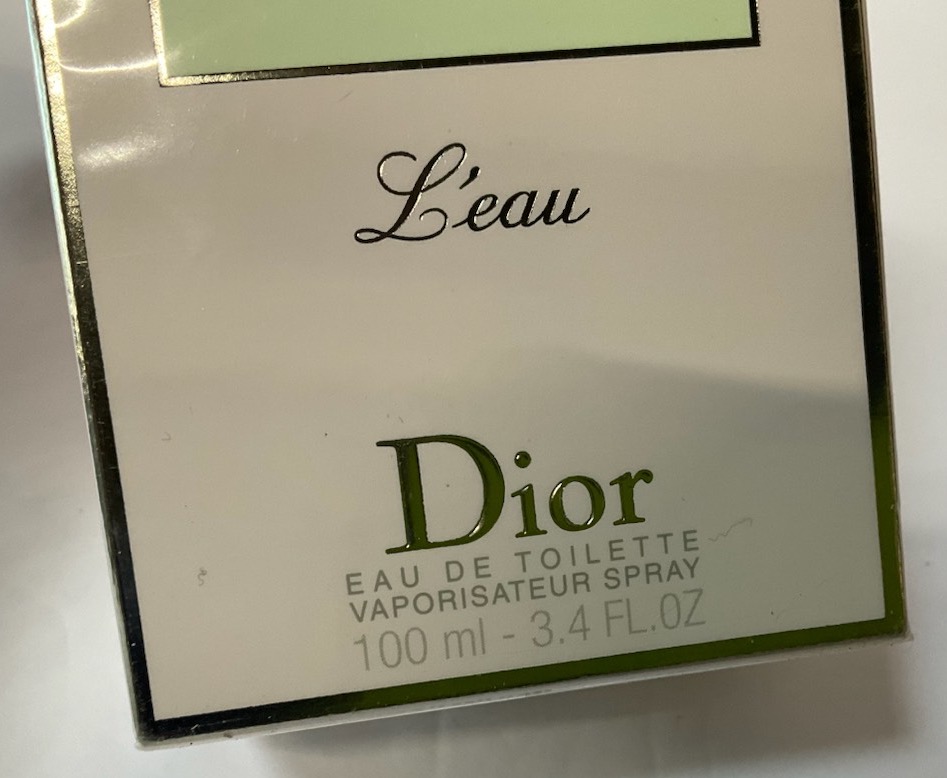 L'eau
Dior
EAU DE TOILETTE
VAPORISATEUR SPRAY
100 ml - 3.4 FL.OZ